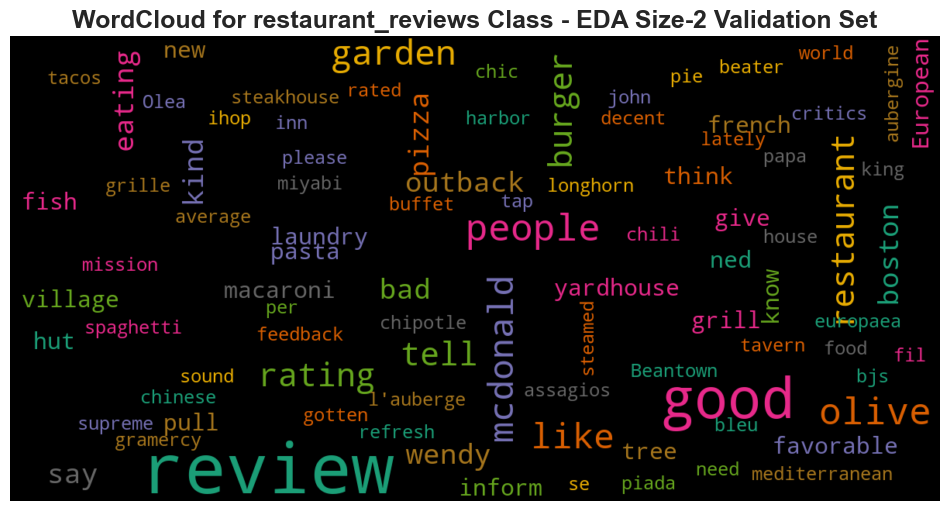 WordCloud for restaurant_reviews Class - EDA Size-2 Validation Set
tacos
new
eating
Olea
ihop
steakhouse
inn
rated
garden
pizza
chic
harbor
burger
john
decent
pie
beater
world
critics
aubergine
European
french
lately
papa
king
think
please
miyabi
kind
grille
fish
average
outback
buffet
longhorn
tap
people
chili
give
house
restaurant
boston
laundry
pasta
mission
village
macaroni
per
bad
chipotle
feedback
spaghetti
hut
tell
mcdonald
yardhouse
steamed
ned
know
grill
europaea
tavern
food
fil
bjs
sound
chinese
rating
l'auberge
gotten
refresh
supreme
pull
gramercy
assagios
Beantown
good
bleu
olive
favorable
like
tree
wendy
say
review
inform
se
piada
need
mediterranean